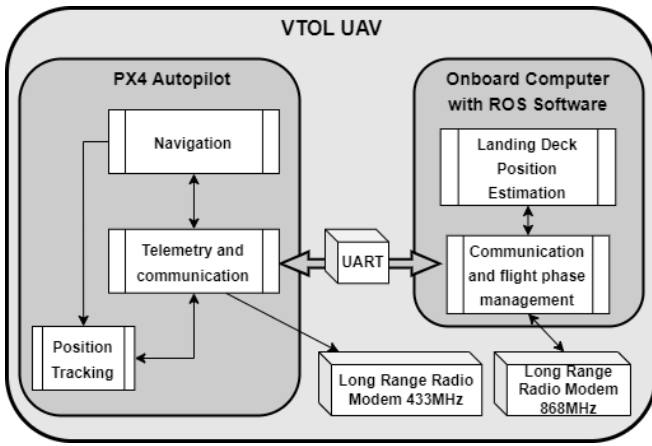 VTOL UAV
PX4 Autopilot
Navigation
Telemetry and
communication
Position
Tracking
UART
Onboard Computer
with ROS Software
Landing Deck
Position
Estimation
Communication
and flight phase
management
Long Range Radio
Modem 433MHz
Long Range
Radio Modem
868MHz